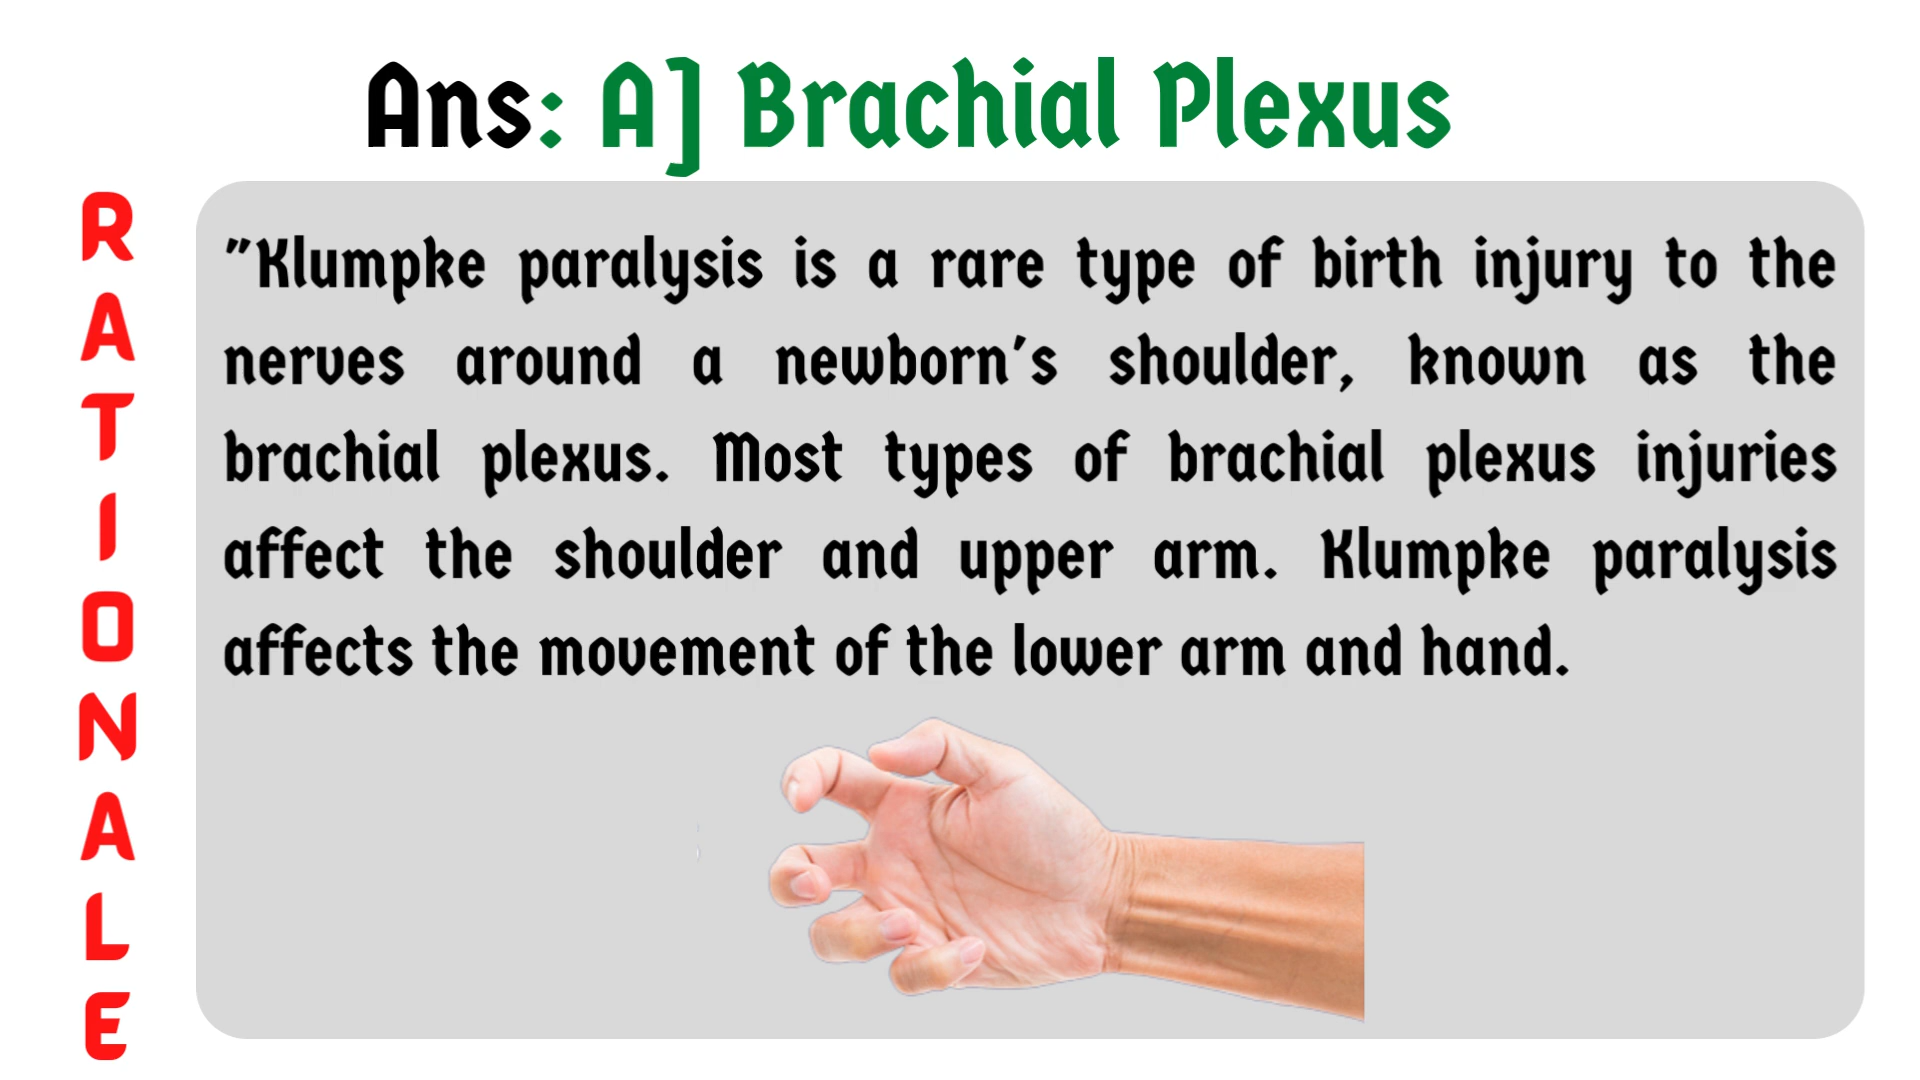 Ans: A] Brachial Plexus
RATIONALE
"Klumpke paralysis is a rare type of birth injury to the
nerves around a newborn's shoulder, known as the
brachial plexus. Most types of brachial plexus injuries
affect the shoulder and upper arm. Klumpke paralysis
affects the movement of the lower arm and hand.